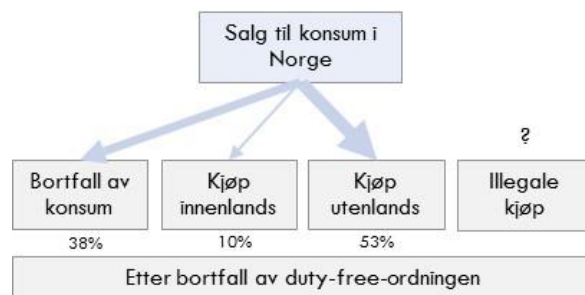 Salg til konsum i
Norge
?
Bortfall av
konsum
Kjøp
innenlands
Kjøp
utenlands
Illegale
kjøp
38%
10%
53%
Etter bortfall av duty-free-ordningen